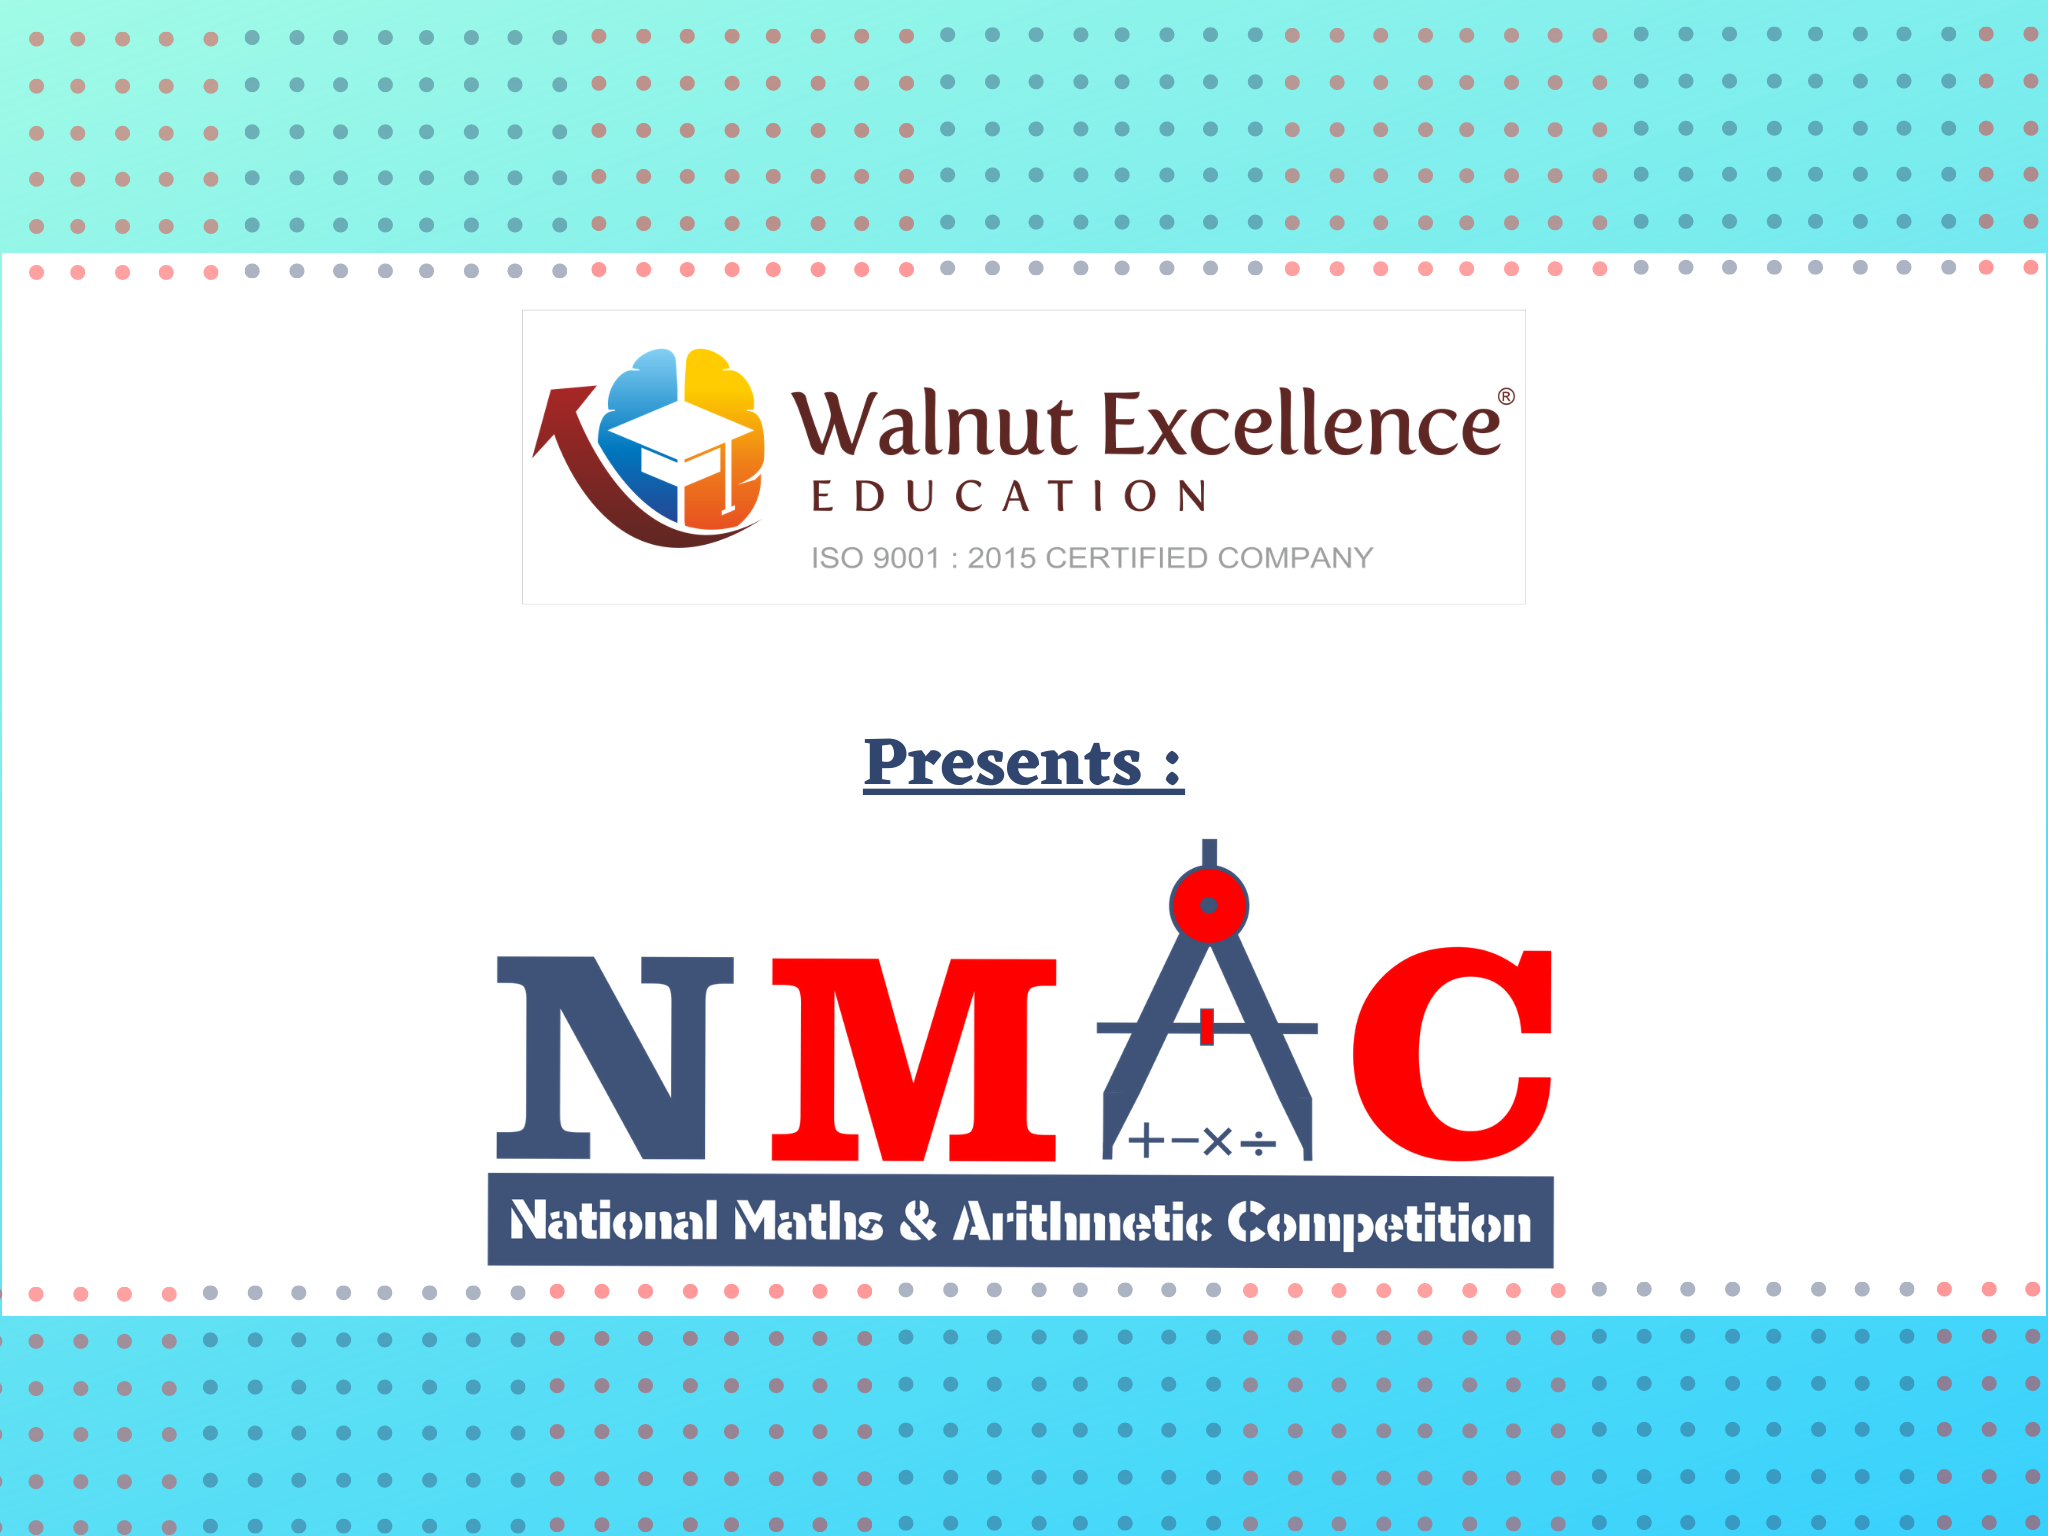 Walnut Excellence®
EDUCATION
ISO 9001 : 2015 CERTIFIED COMPANY
Presents :
NMAC
+−×÷
National Maths & Arithmetic Competition